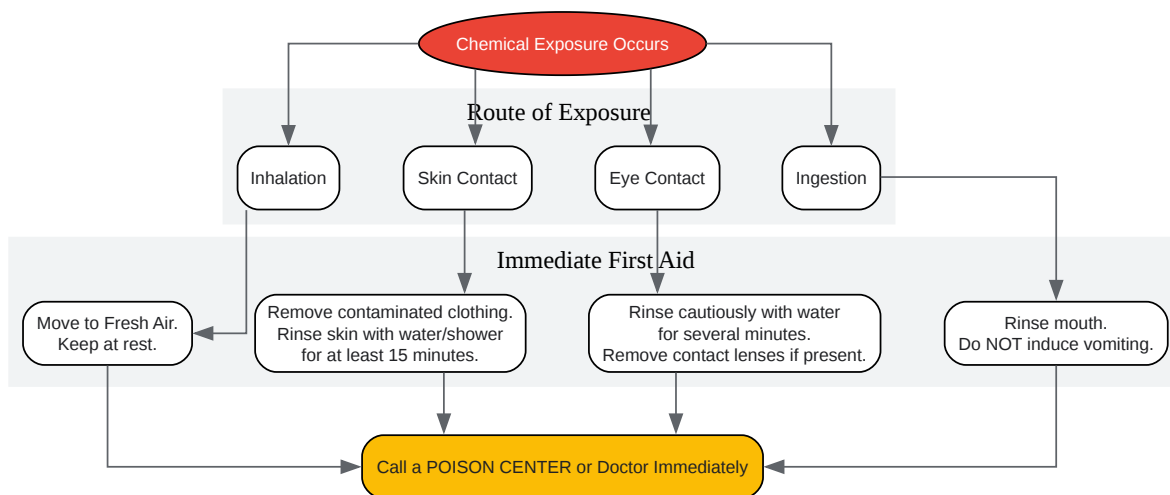 Chemical Exposure Occurs
Route of Exposure
Inhalation
Skin Contact
Eye Contact
Ingestion
Immediate First Aid
Move to Fresh Air.
Keep at rest.
Remove contaminated clothing.
Rinse skin with water/shower
for at least 15 minutes.
Rinse cautiously with water
for several minutes.
Remove contact lenses if present.
Rinse mouth.
Do NOT induce vomiting.
Call a POISON CENTER or Doctor Immediately